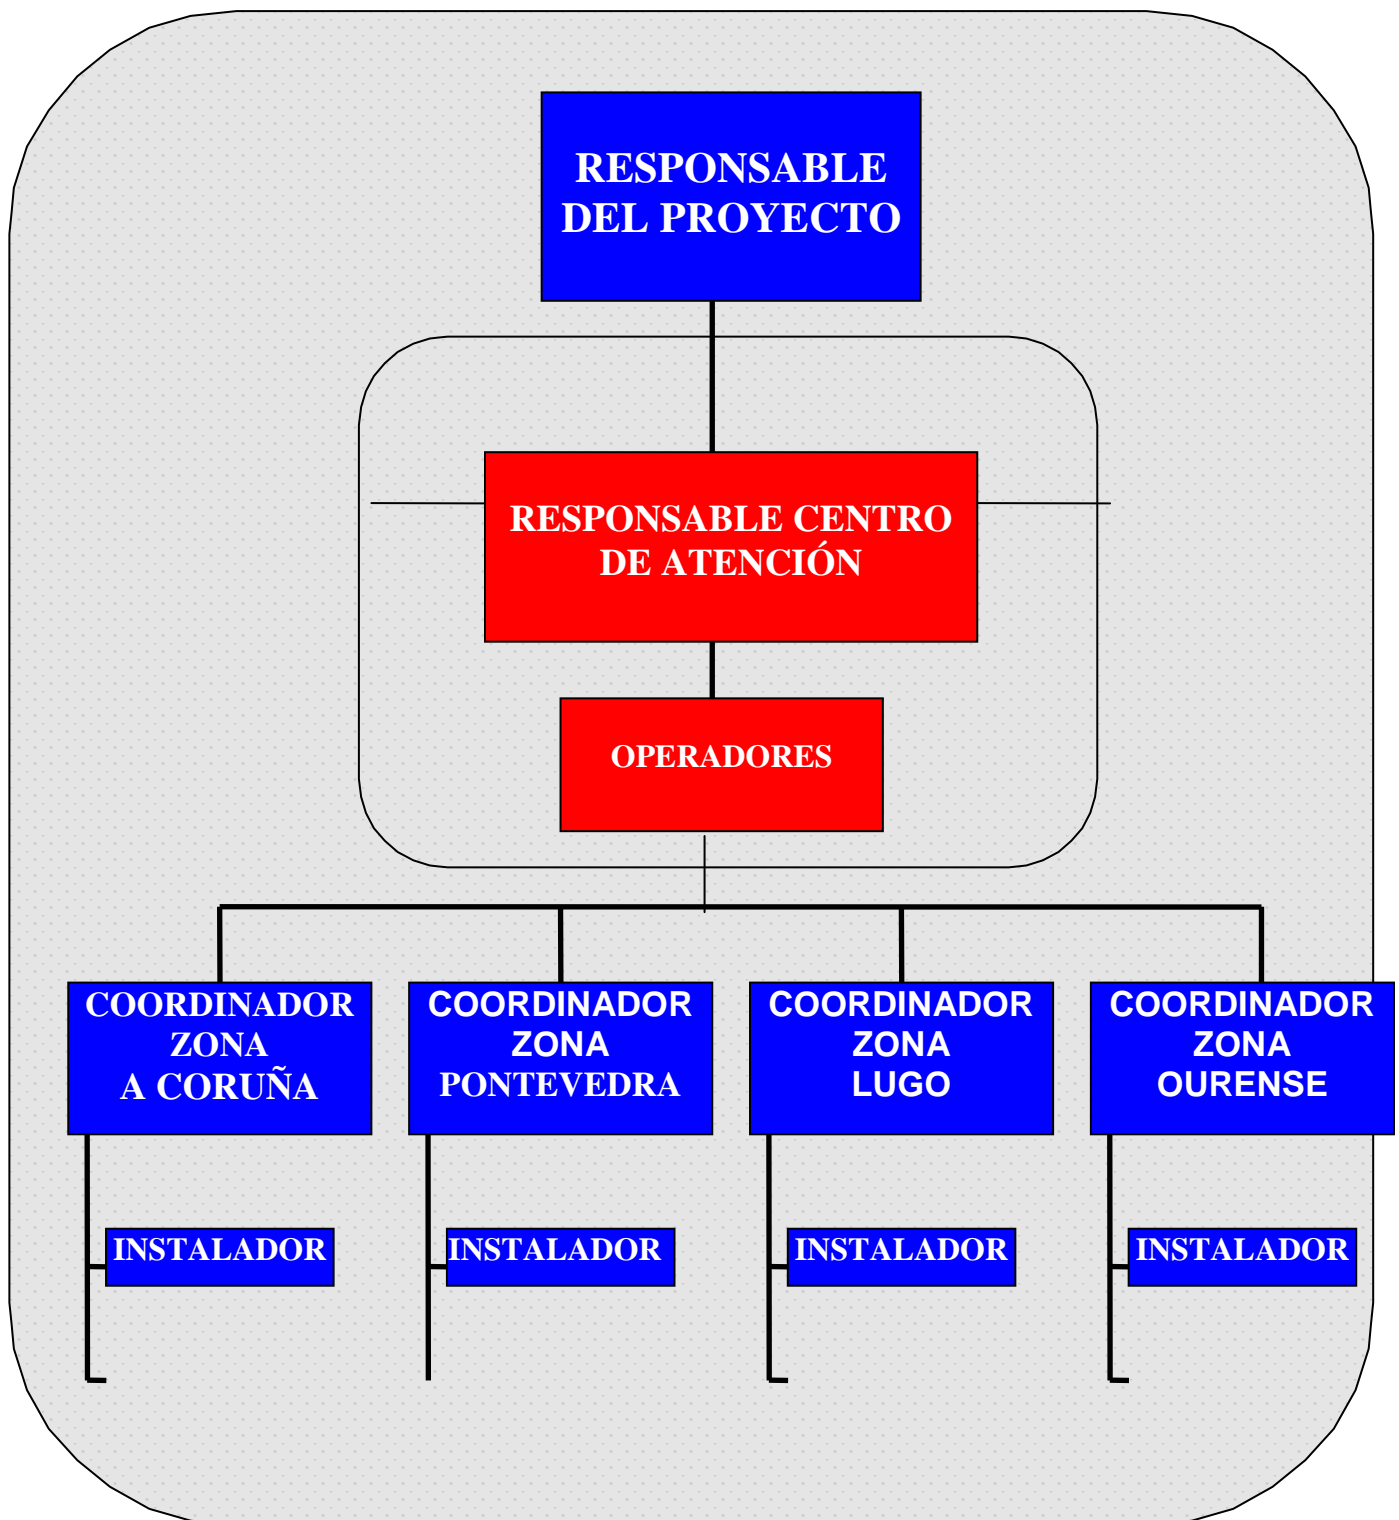 RESPONSABLE
DEL PROYECTO
RESPONSABLE CENTRO
DE ATENCIÓN
OPERADORES
COORDINADOR
ZONA
A CORUÑA
COORDINADOR
ZONA
PONTEVEDRA
COORDINADOR
ZONA
LUGO
COORDINADOR
ZONA
OURENSE
INSTALADOR
INSTALADOR
INSTALADOR
INSTALADOR